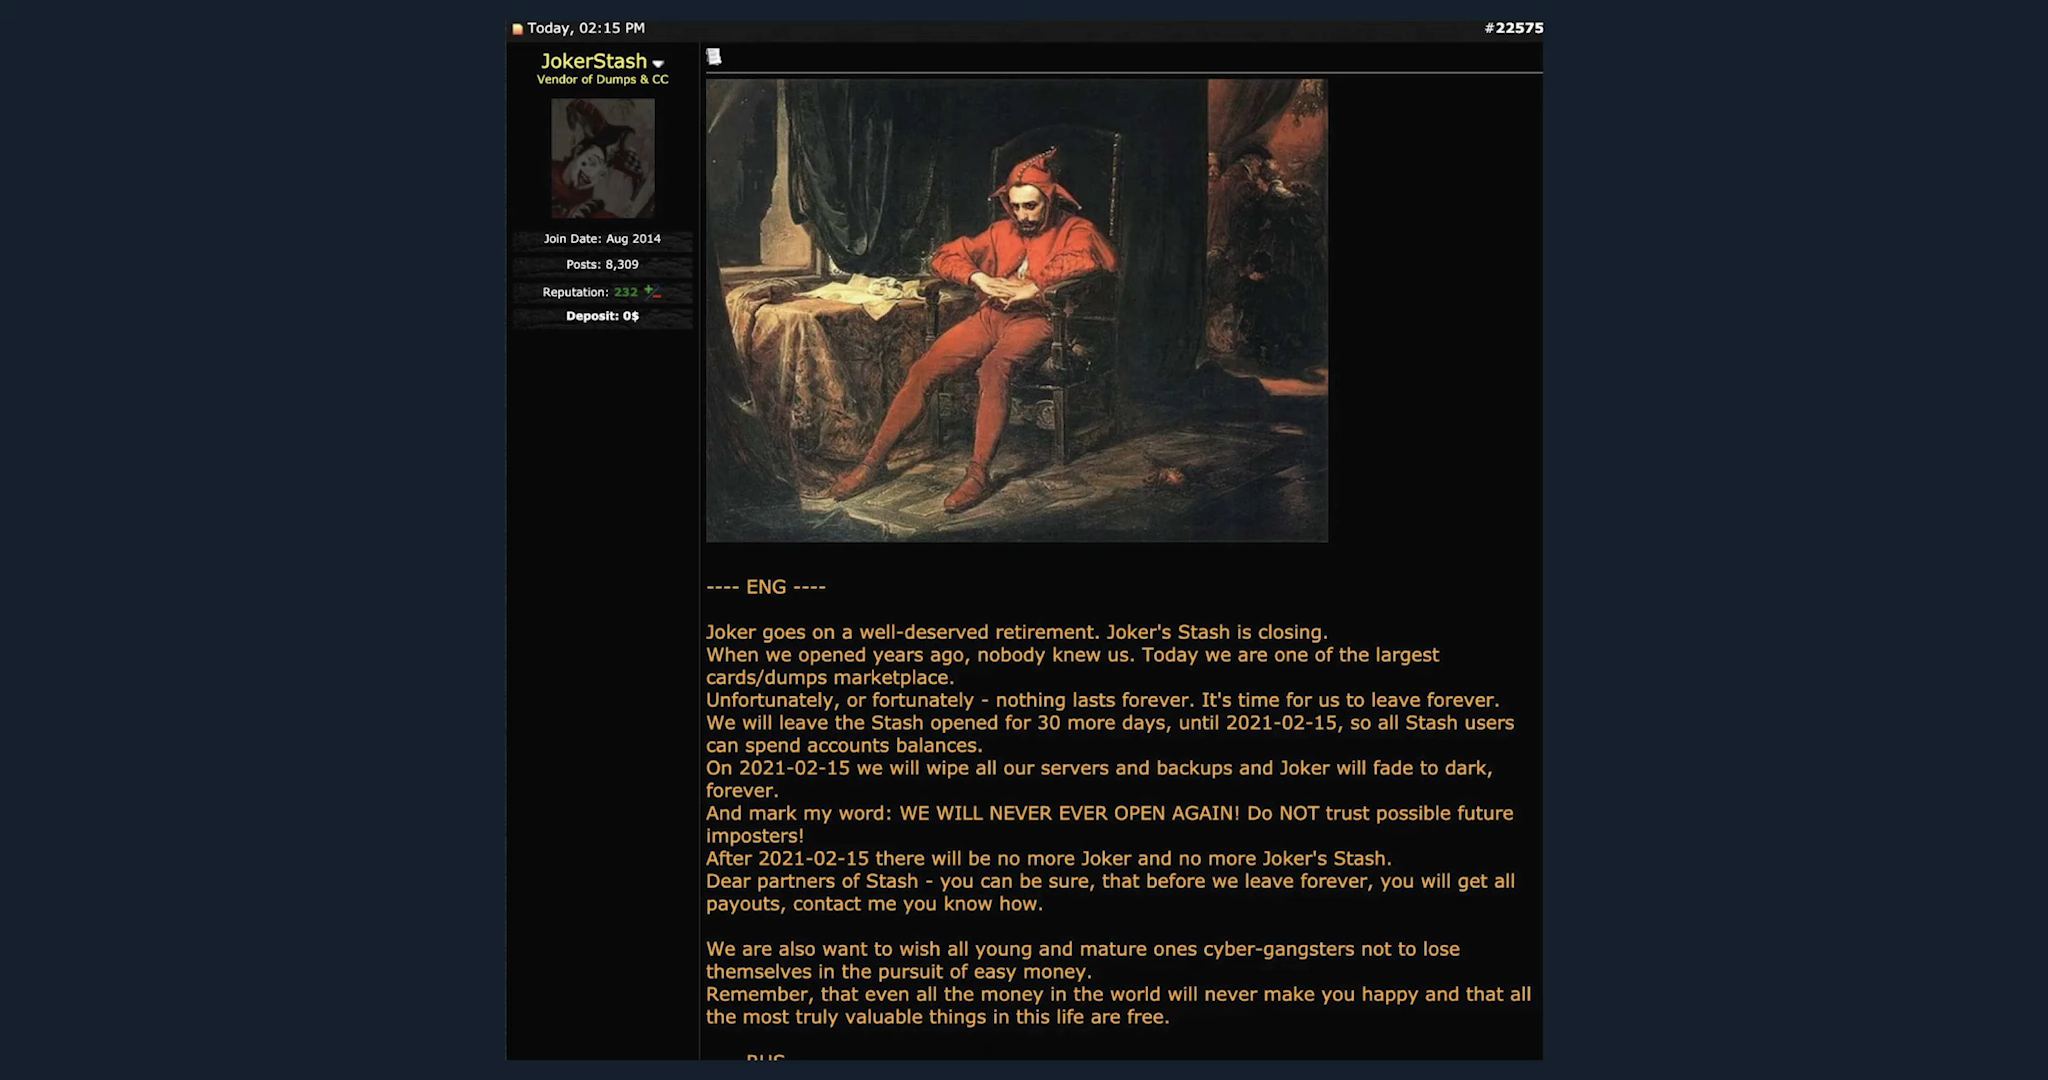 Today, 02:15 PM
#22575
JokerStash
Vendor of Dumps & CC
Join Date: Aug 2014
Posts: 8,309
Reputation: 232
Deposit: 0$
---- ENG ----
Joker goes on a well-deserved retirement. Joker's Stash is closing.
When we opened years ago, nobody knew us. Today we are one of the largest
cards/dumps marketplace.
Unfortunately, or fortunately - nothing lasts forever. It's time for us to leave forever.
We will leave the Stash opened for 30 more days, until 2021-02-15, so all Stash users
can spend accounts balances.
On 2021-02-15 we will wipe all our servers and backups and Joker will fade to dark,
forever.
And mark my word: WE WILL NEVER EVER OPEN AGAIN! Do NOT trust possible future
imposters!
After 2021-02-15 there will be no more Joker and no more Joker's Stash.
Dear partners of Stash - you can be sure, that before we leave forever, you will get all
payouts, contact me you know how.
We are also want to wish all young and mature ones cyber-gangsters not to lose
themselves in the pursuit of easy money.
Remember, that even all the money in the world will never make you happy and that all
the most truly valuable things in this life are free.